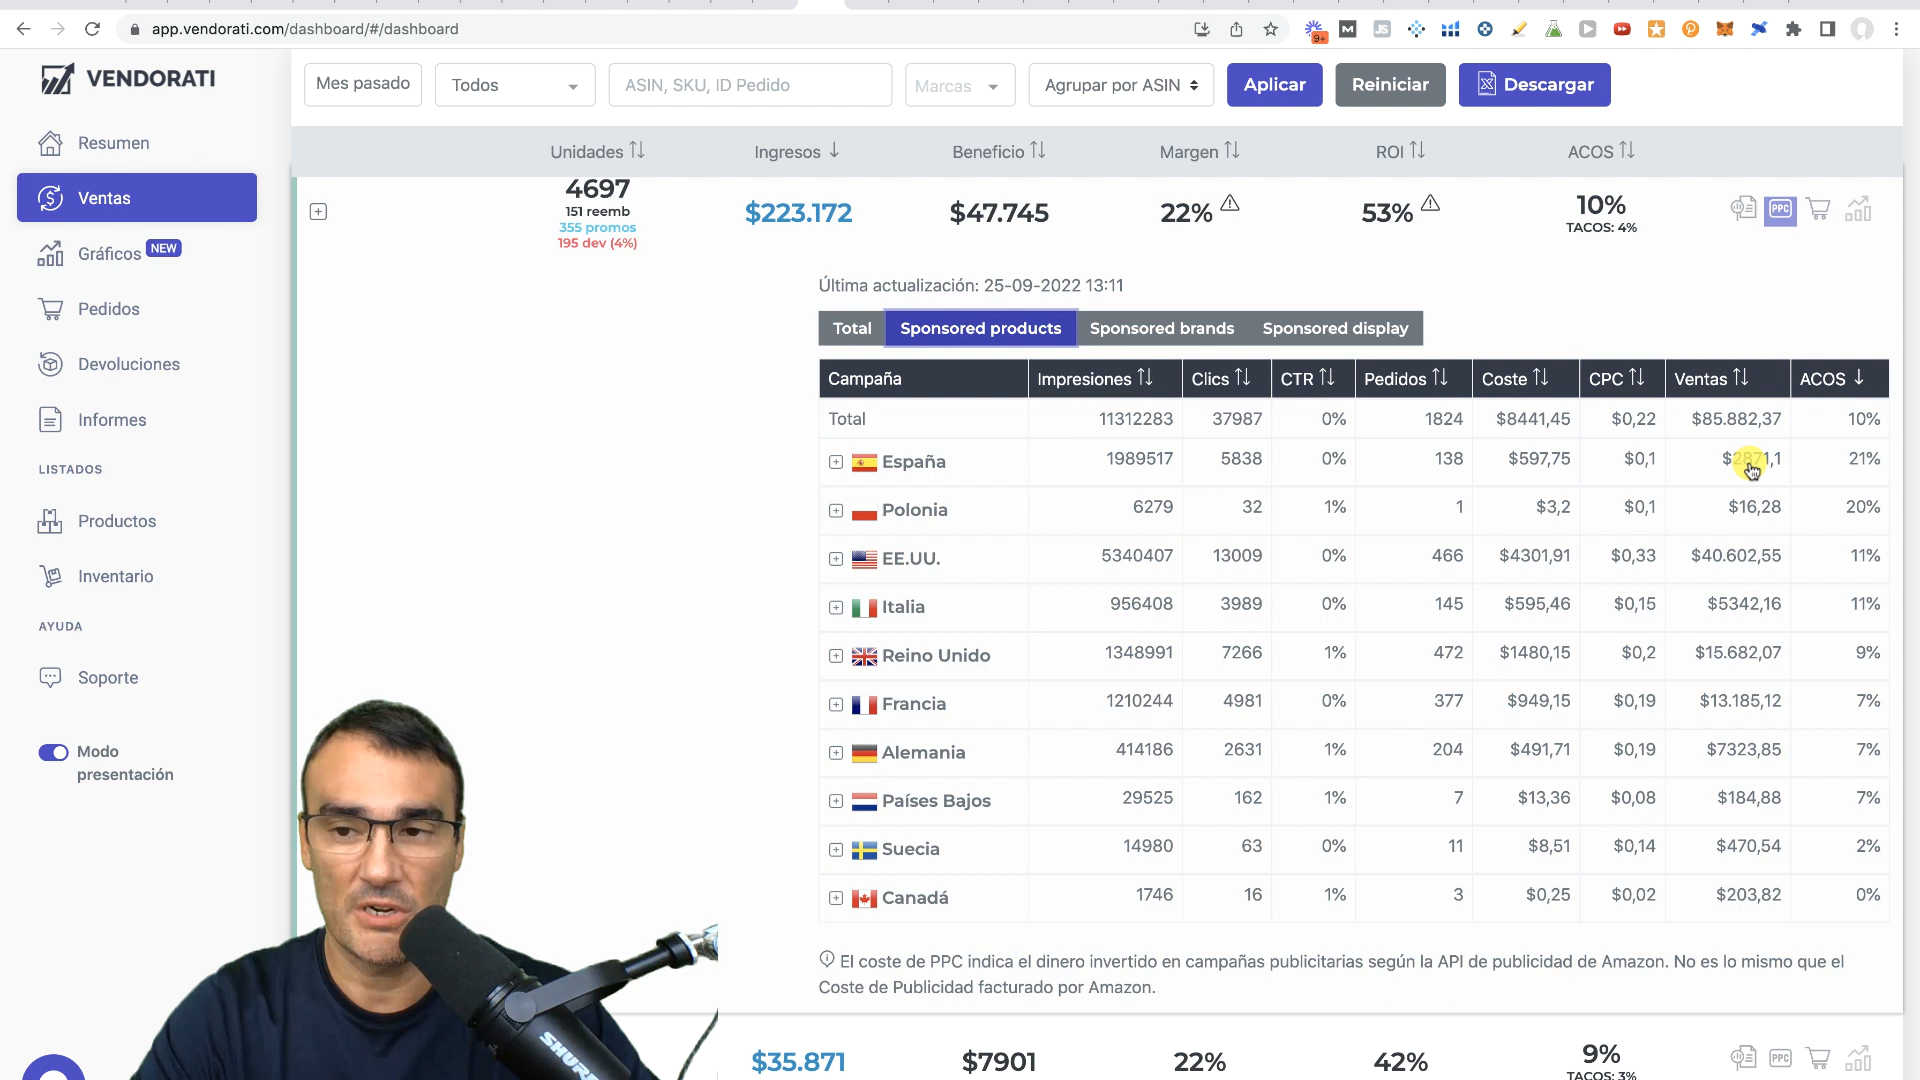 app.vendorati.com/dashboard/#/dashboard
9+
M
JS
VENDORATI
Mes pasado
Todos
ASIN, SKU, ID Pedido
Marcas
Agrupar por ASIN
Aplicar
Reiniciar
Descargar
Resumen
Ventas
Gráficos NEW
Pedidos
Devoluciones
Informes
LISTADOS
Productos
Inventario
AYUDA
Soporte
Modo
presentación
Unidades Ingresos Beneficio Margen ROI ACOS
4697
151 reemb
355 promos
195 dev (4%)
$223.172 $47.745 22% 53% 10%
TACOS: 4%
PPC
Última actualización: 25-09-2022 13:11
Total Sponsored products Sponsored brands Sponsored display
Campaña Impresiones Clics CTR Pedidos Coste CPC Ventas ACOS
Total 11312283 37987 0% 1824 $8441,45 $0,22 $85.882,37 10%
España 1989517 5838 0% 138 $597,75 $0,1 $2871,1 21%
Polonia 6279 32 1% 1 $3,2 $0,1 $16,28 20%
EE.UU. 5340407 13009 0% 466 $4301,91 $0,33 $40.602,55 11%
Italia 956408 3989 0% 145 $595,46 $0,15 $5342,16 11%
Reino Unido 1348991 7266 1% 472 $1480,15 $0,2 $15.682,07 9%
Francia 1210244 4981 0% 377 $949,15 $0,19 $13.185,12 7%
Alemania 414186 2631 1% 204 $491,71 $0,19 $7323,85 7%
Países Bajos 29525 162 1% 7 $13,36 $0,08 $184,88 7%
Suecia 14980 63 0% 11 $8,51 $0,14 $470,54 2%
Canadá 1746 16 1% 3 $0,25 $0,02 $203,82 0%
El coste de PPC indica el dinero invertido en campañas publicitarias según la API de publicidad de Amazon. No es lo mismo que el
Coste de Publicidad facturado por Amazon.
$35.871 $7901 22% 42% 9%
TACOS: 3%
PPC
SHURE